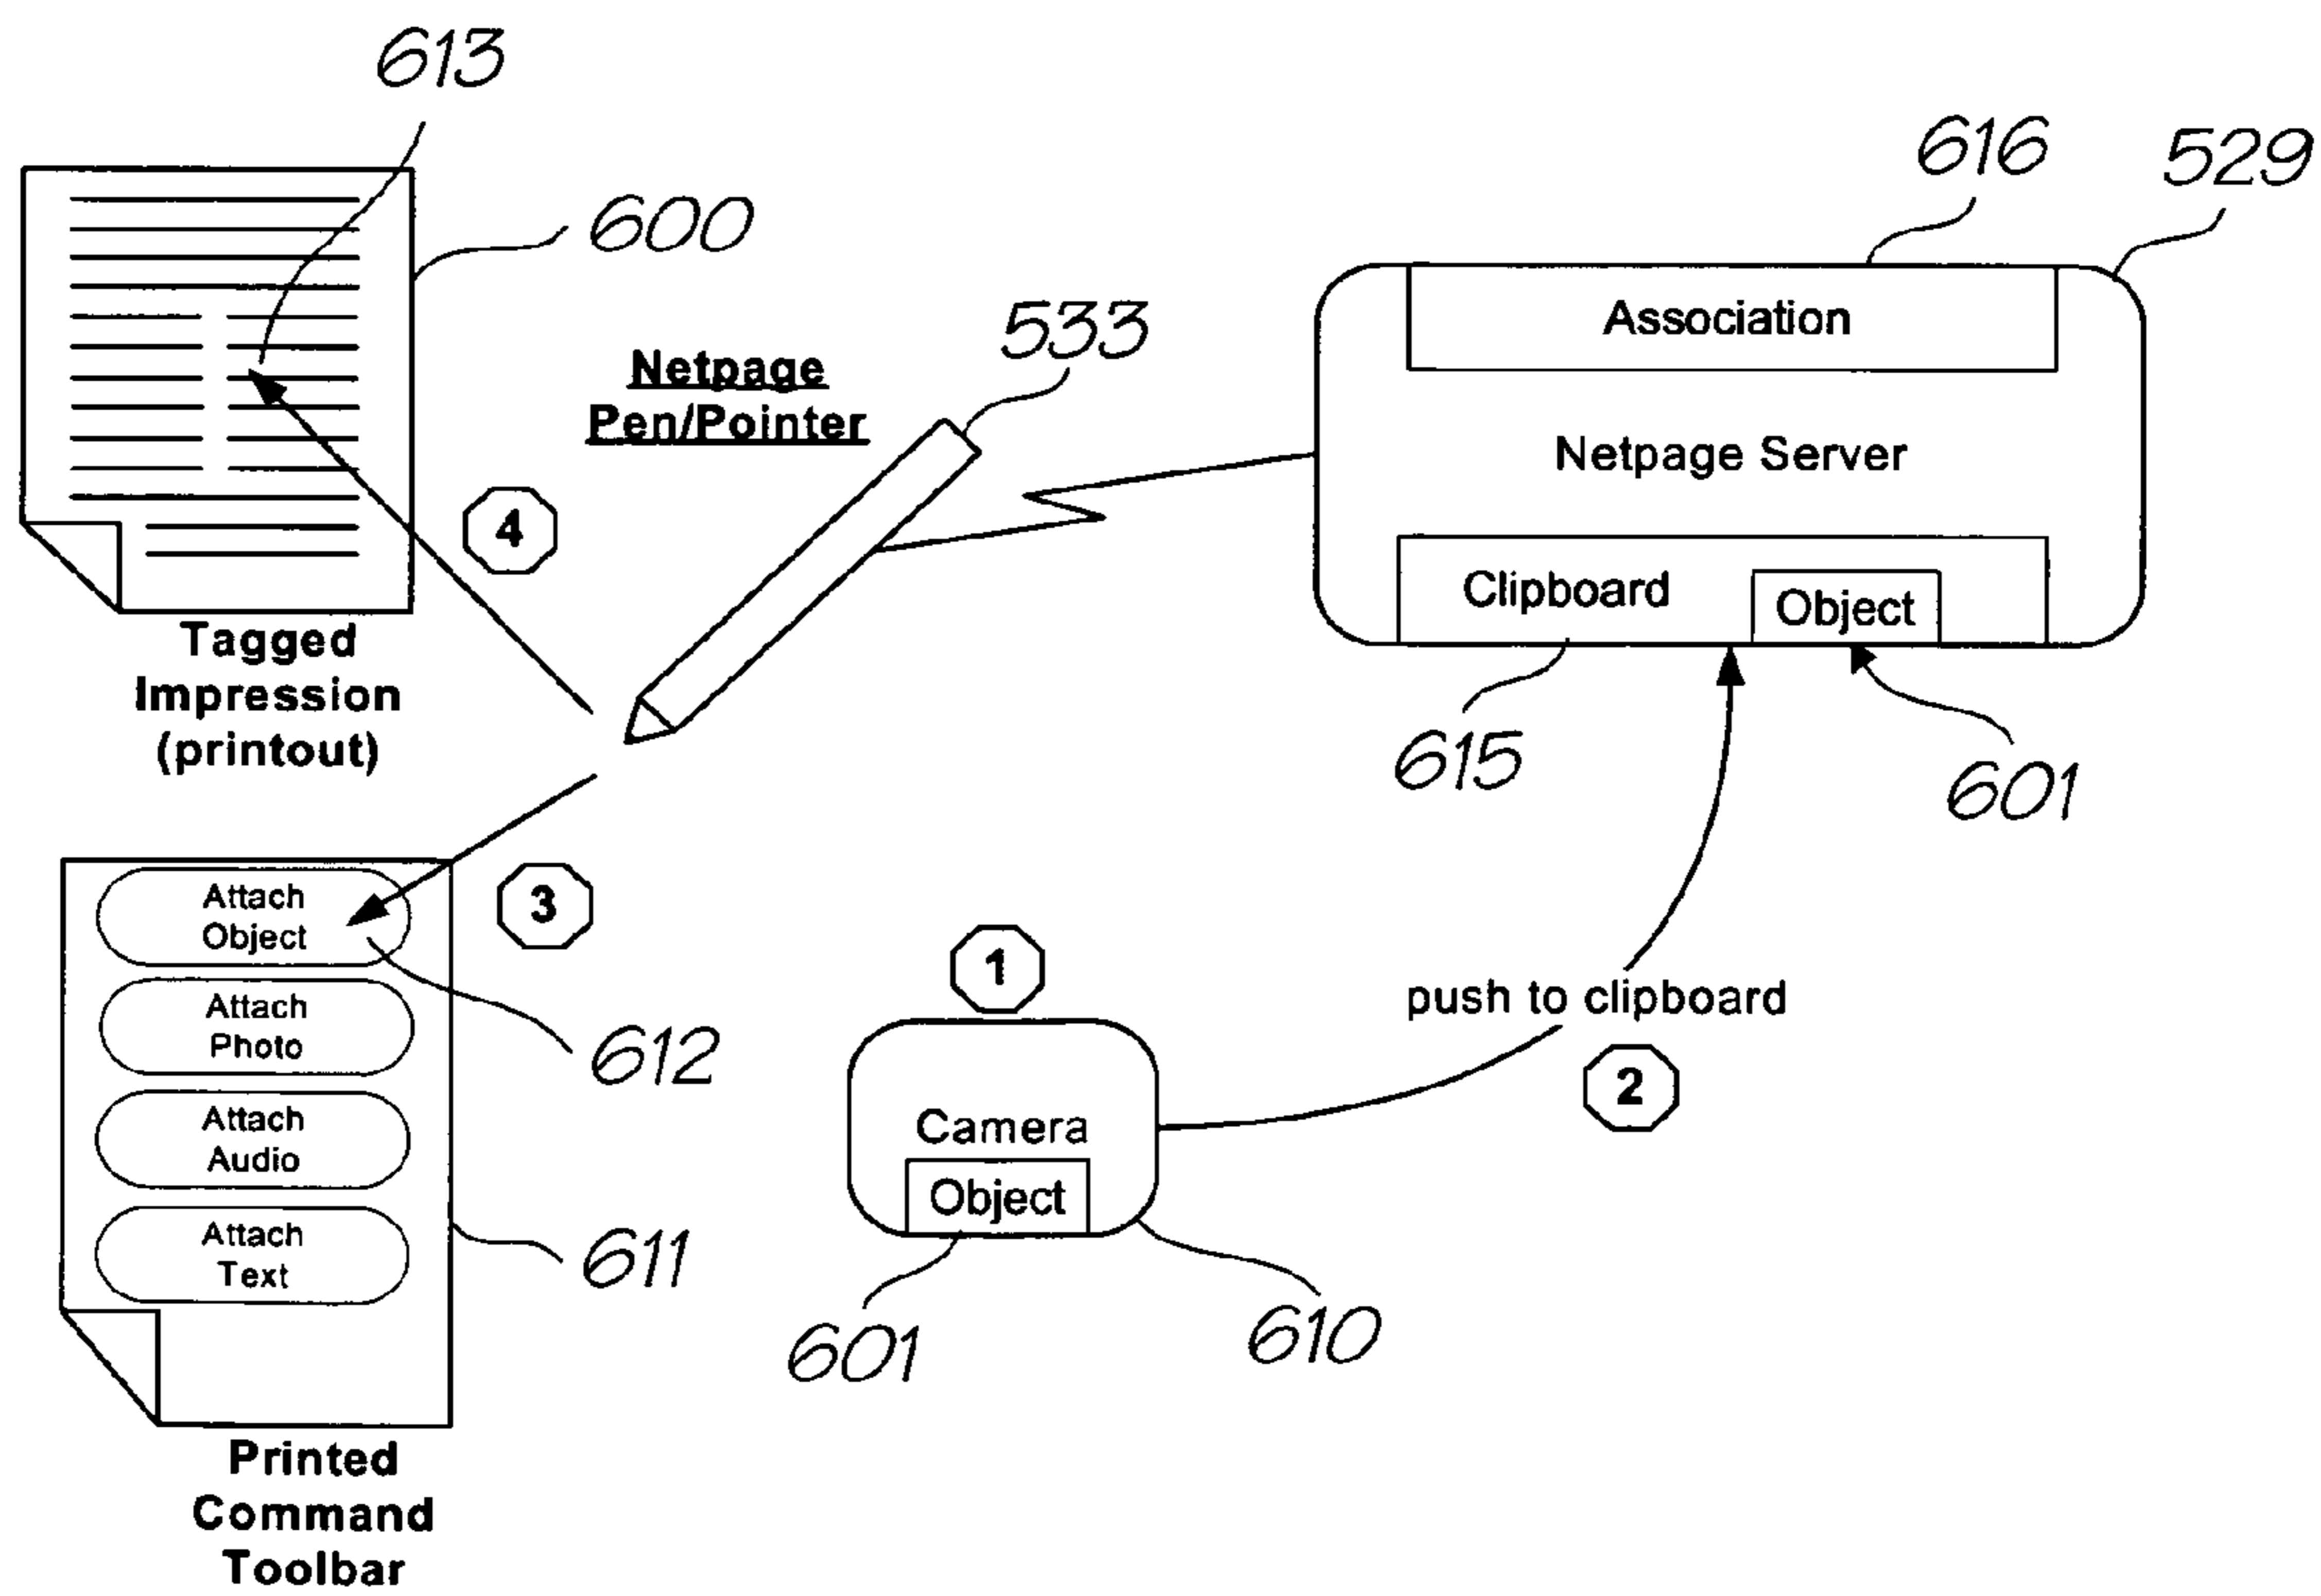 613
616
529
600
533
Association
Netpage
Pen/Pointer
Netpage Server
4
Clipboard
Object
Tagged
Impression
(printout)
615
601
Attach
Object
3
1
push to clipboard
Attach
Photo
612
2
Attach
Audio
Camera
Object
Attach
Text
611
601
610
Printed
Command
Toolbar